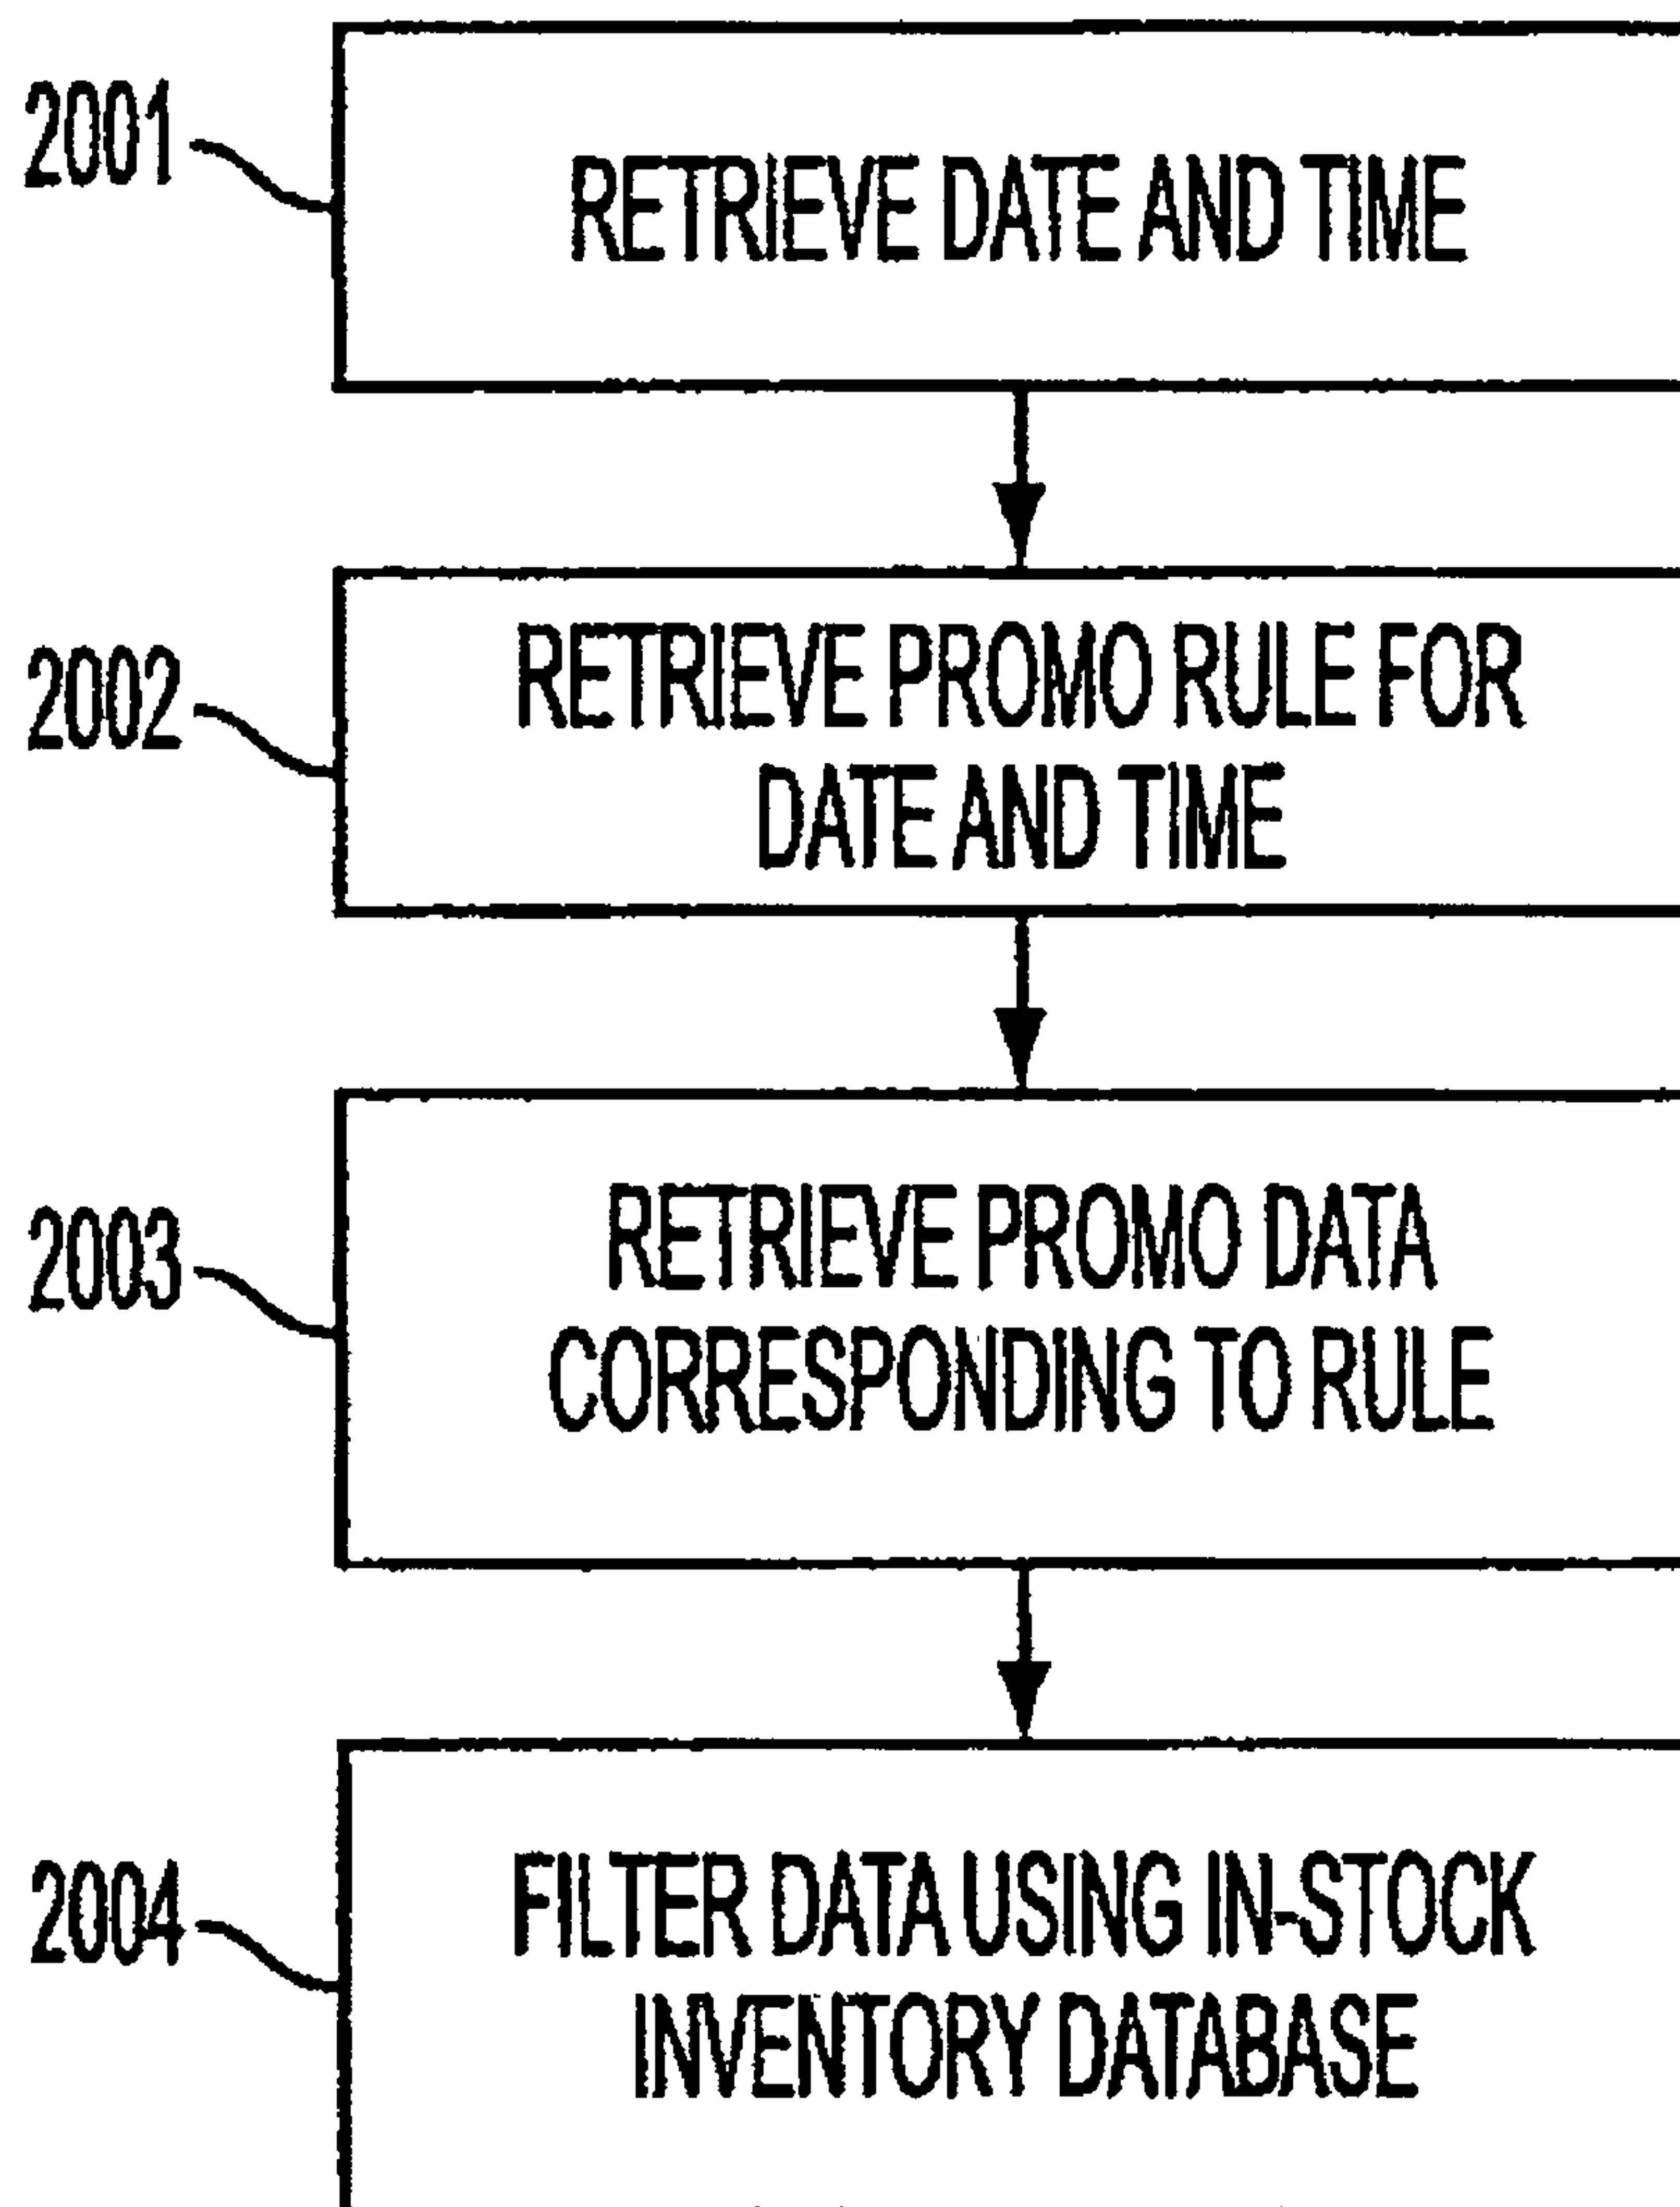 2001
RETRIEVE DATE AND TIME
2002
RETRIEVE PROMO RULE FOR
DATE AND TIME
2003
RETRIEVE PROMO DATA
CORRESPONDING TO RULE
2004
FILTER DATA USING IN-STOCK
INVENTORY DATABASE